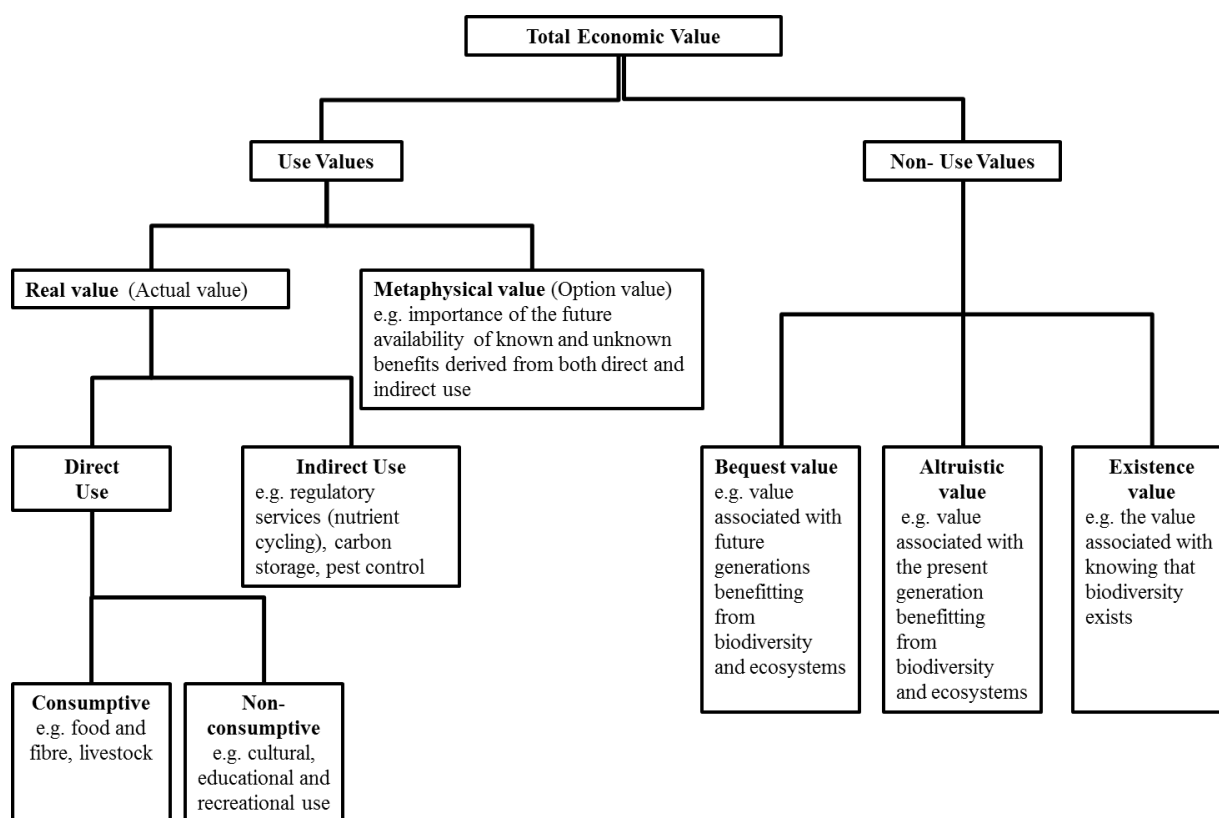 Total Economic Value
Use Values
Non- Use Values
Real value (Actual value)
Metaphysical value (Option value)
e.g. importance of the future
availability of known and unknown
benefits derived from both direct and
indirect use
Direct
Use
Indirect Use
e.g. regulatory
services (nutrient
cycling), carbon
storage, pest control
Bequest value
e.g. value
associated with
future
generations
benefitting
from
biodiversity
and ecosystems
Altruistic
value
e.g. value
associated with
the present
generation
benefitting
from
biodiversity
and ecosystems
Existence
value
e.g. the value
associated with
knowing that
biodiversity
exists
Consumptive
e.g. food and
fibre, livestock
Non-
consumptive
e.g. cultural,
educational and
recreational use